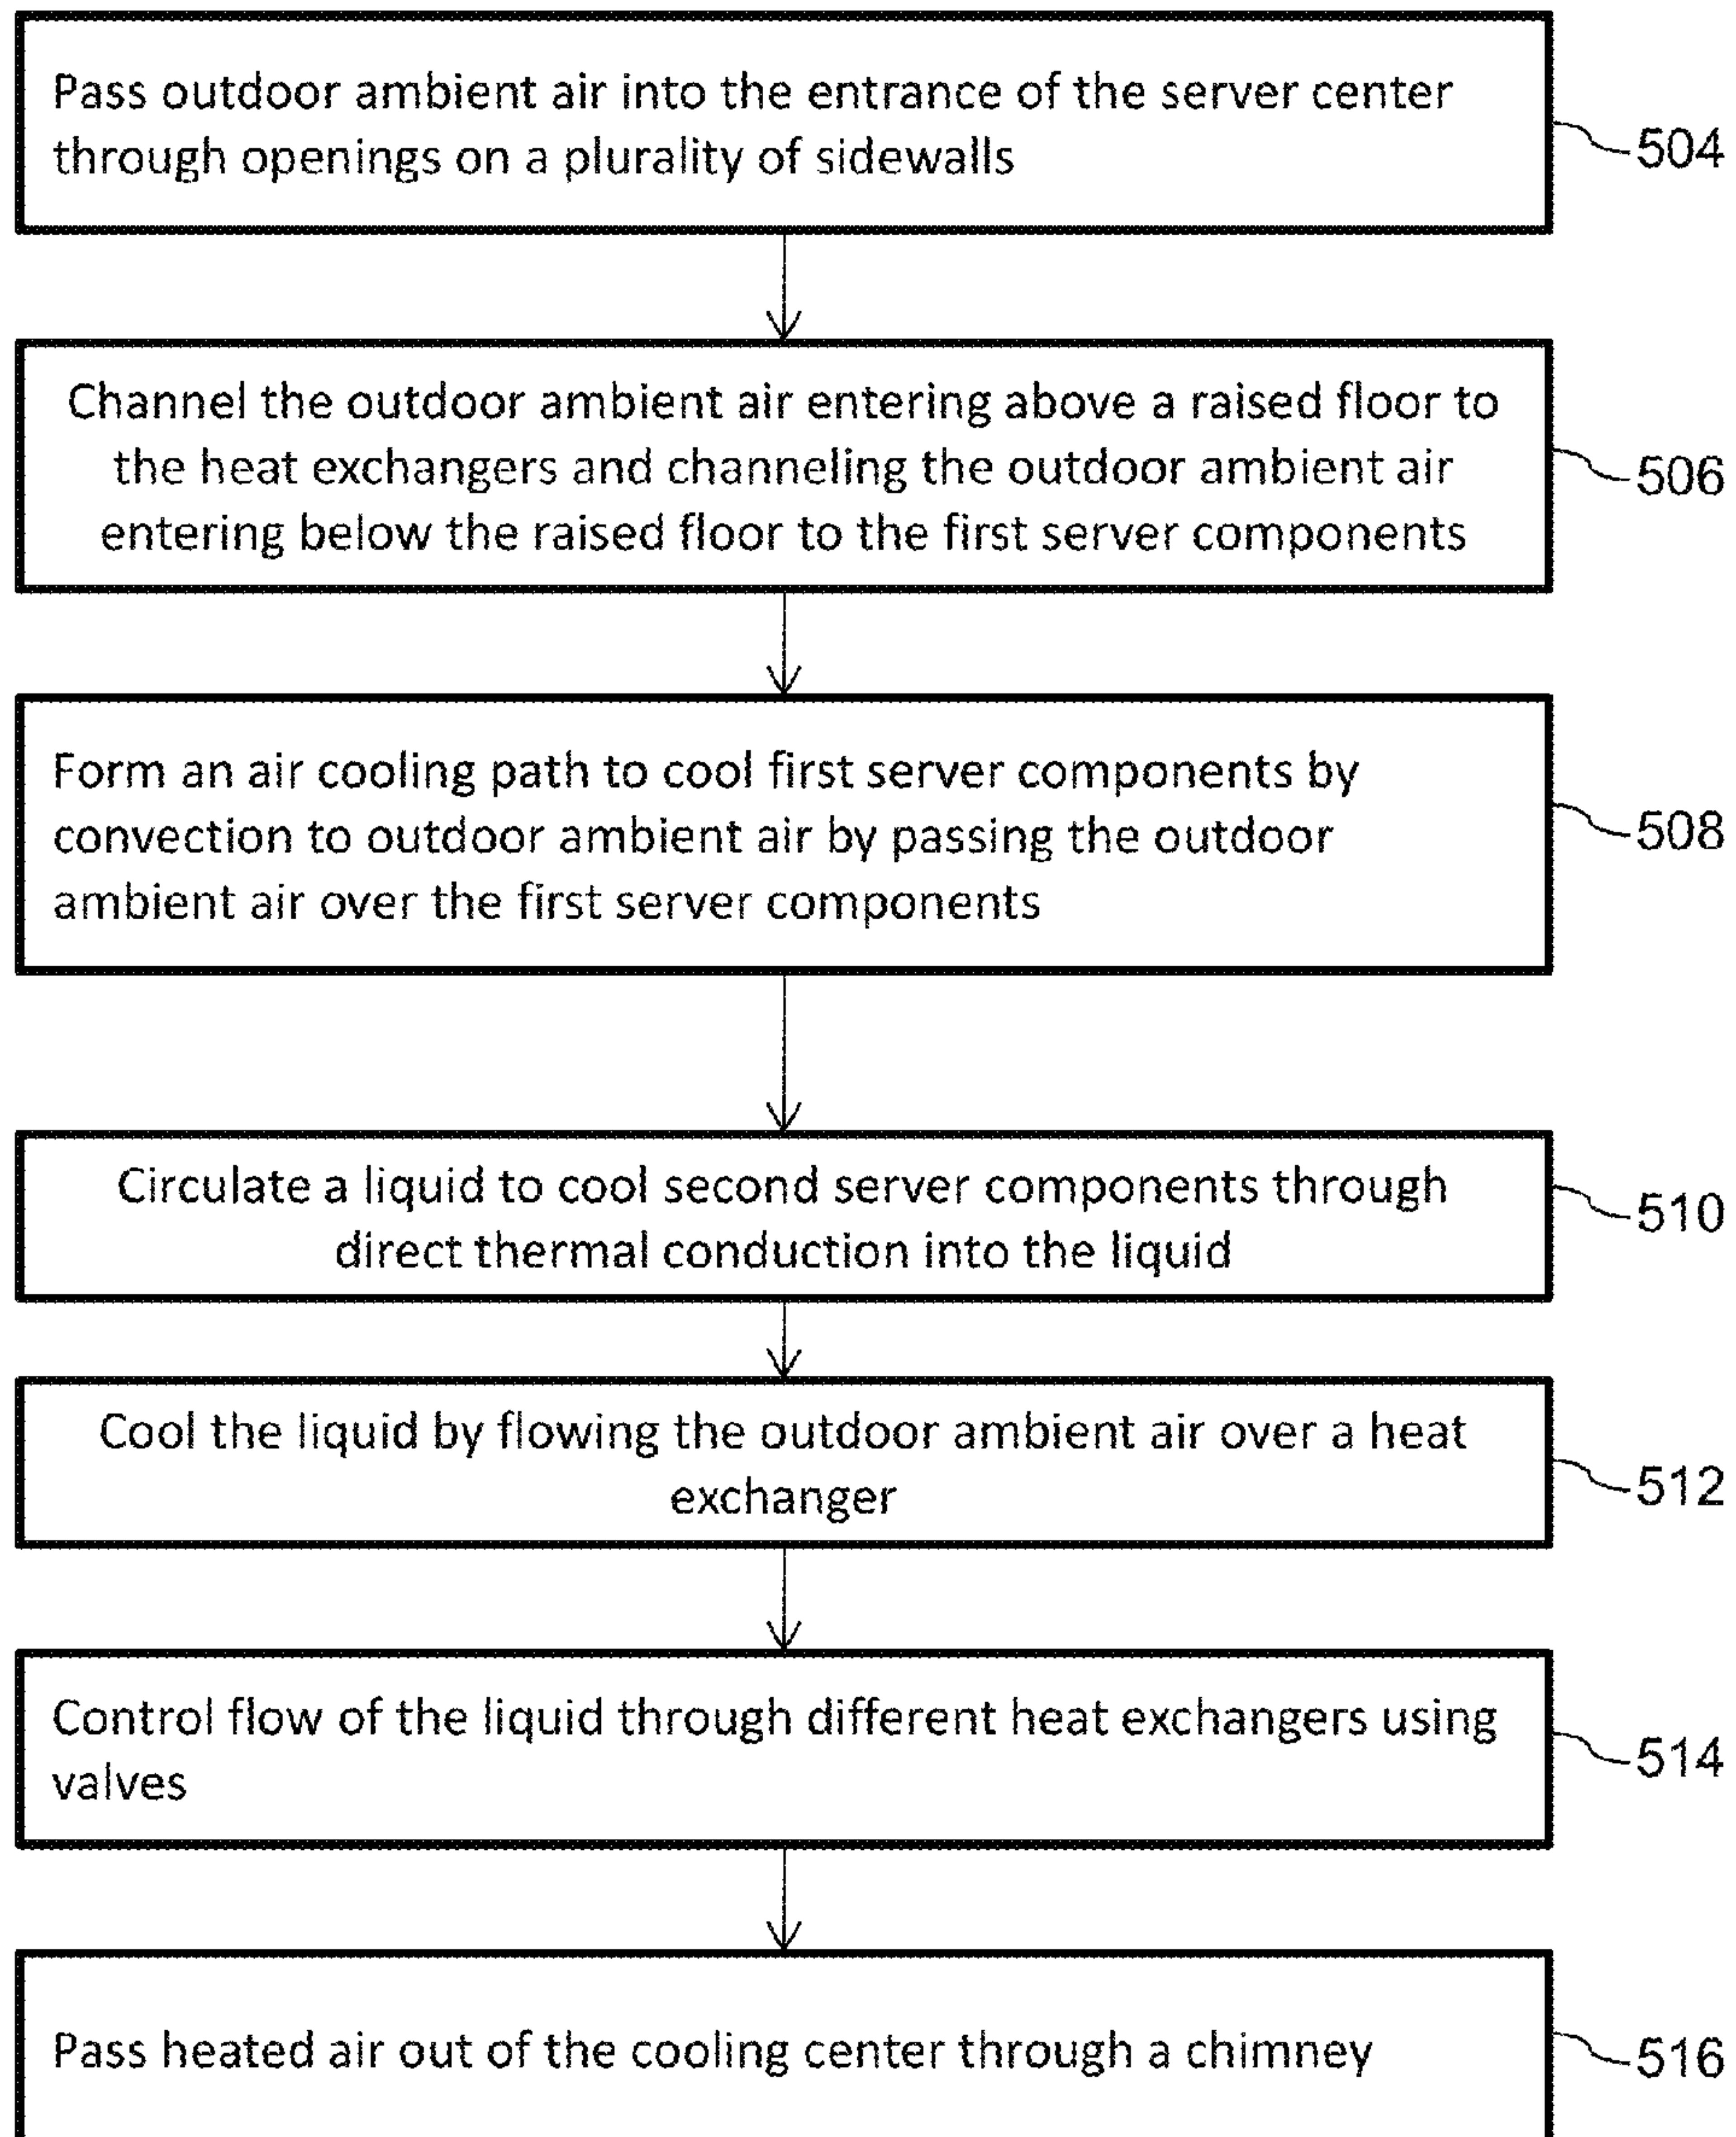 Pass outdoor ambient air into the entrance of the server center
through openings on a plurality of sidewalls
504
Channel the outdoor ambient air entering above a raised floor to
the heat exchangers and channeling the outdoor ambient air
entering below the raised floor to the first server components
506
Form an air cooling path to cool first server components by
convection to outdoor ambient air by passing the outdoor
ambient air over the first server components
508
Circulate a liquid to cool second server components through
direct thermal conduction into the liquid
510
Cool the liquid by flowing the outdoor ambient air over a heat
exchanger
512
Control flow of the liquid through different heat exchangers using
valves
514
Pass heated air out of the cooling center through a chimney
516